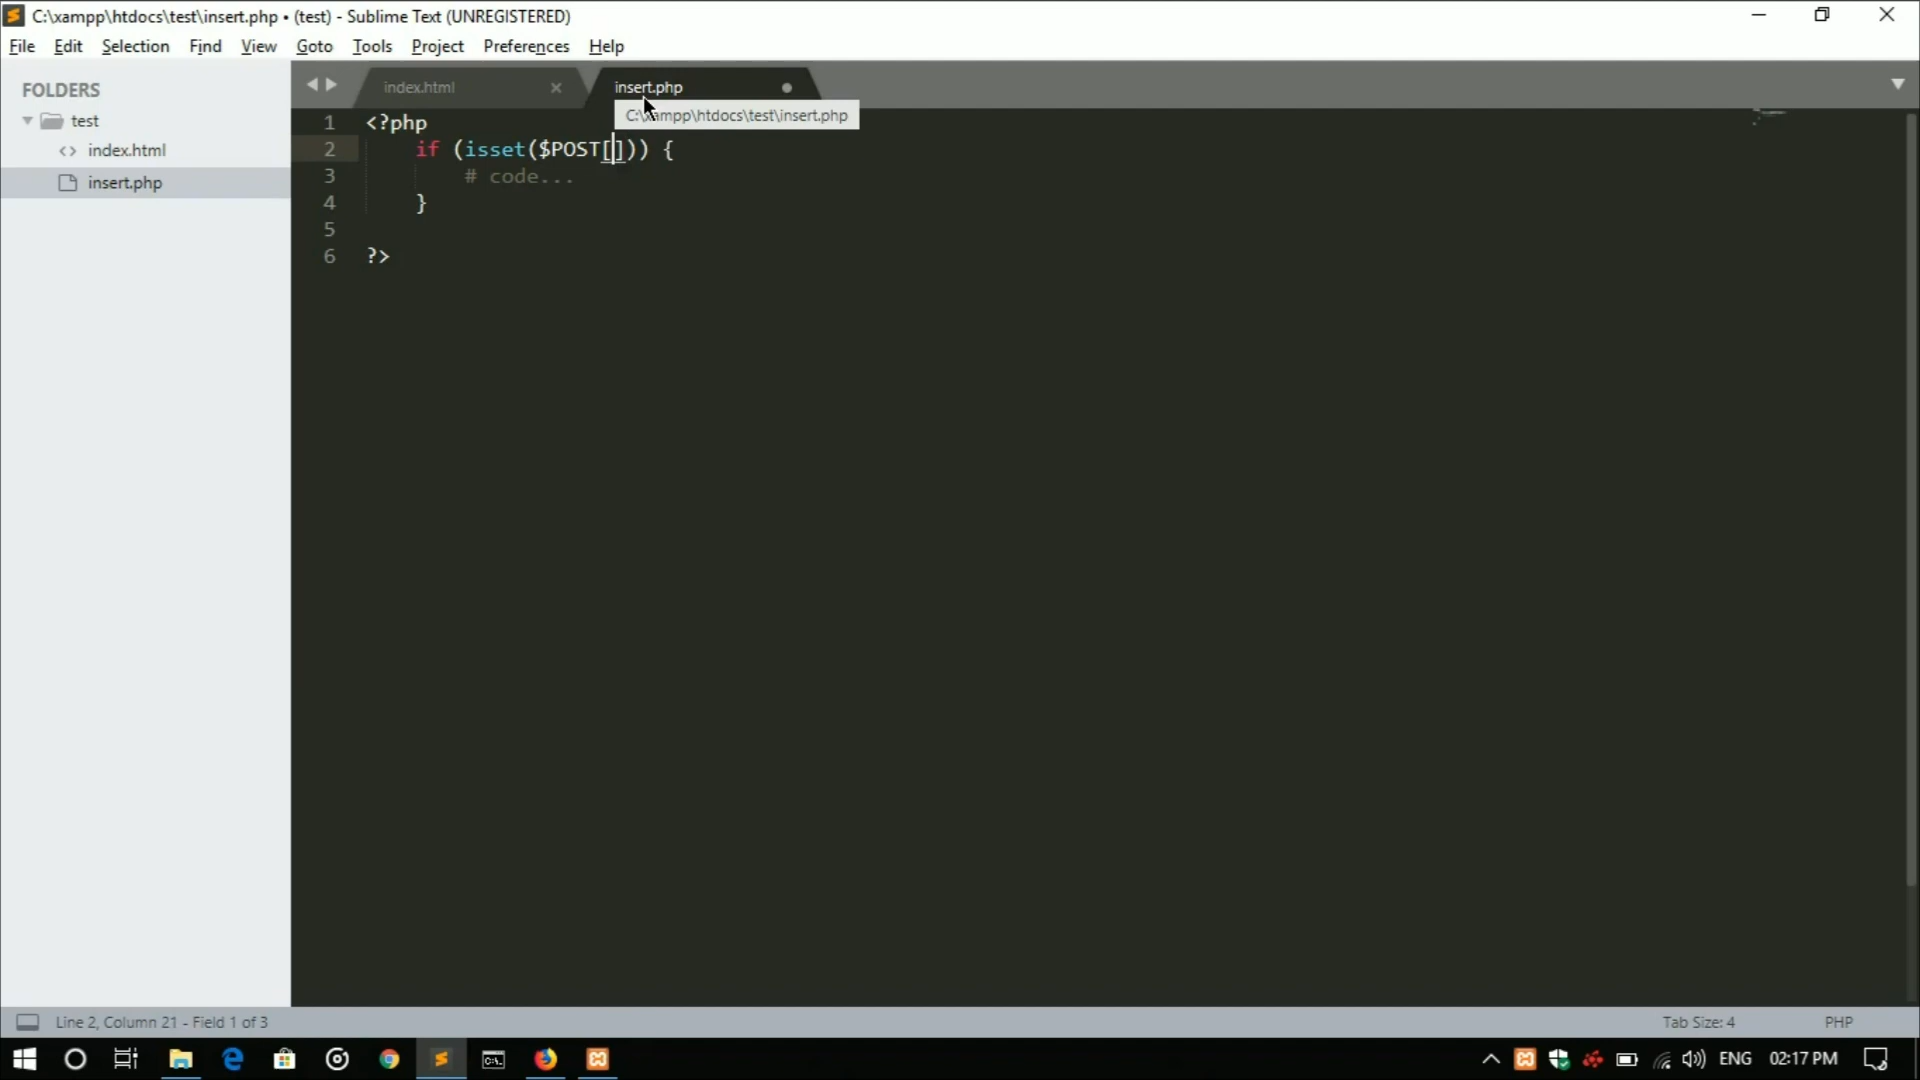 C:\xampp\htdocs\test\insert.php • (test) - Sublime Text (UNREGISTERED)
File Edit Selection Find View Goto Tools Project Preferences Help
FOLDERS
test
index.html
insert.php
index.html
insert.php
C:\xampp\htdocs\test\insert.php
1 <?php
2 if (isset($POST[])) {
3 # code...
4 }
5
6 ?>
Line 2, Column 21 - Field 1 of 3
Tab Size: 4
PHP
ENG
02:17 PM